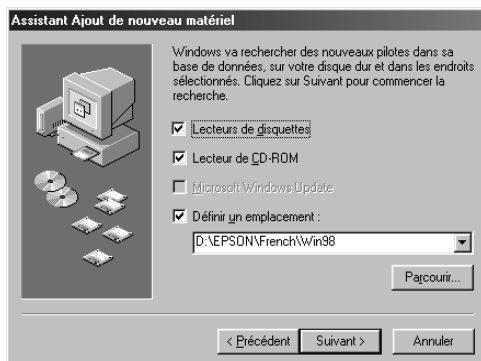 Assistant Ajout de nouveau matériel
Windows va rechercher des nouveaux pilotes dans sa
base de données, sur votre disque dur et dans les endroits
sélectionnés. Cliquez sur Suivant pour commencer la
recherche.
Lecteurs de disquettes
Lecteur de CD-ROM
Microsoft Windows Update
Définir un emplacement :
D:\EPSON\French\Win98
Parcourir...
< Précédent
Suivant >
Annuler